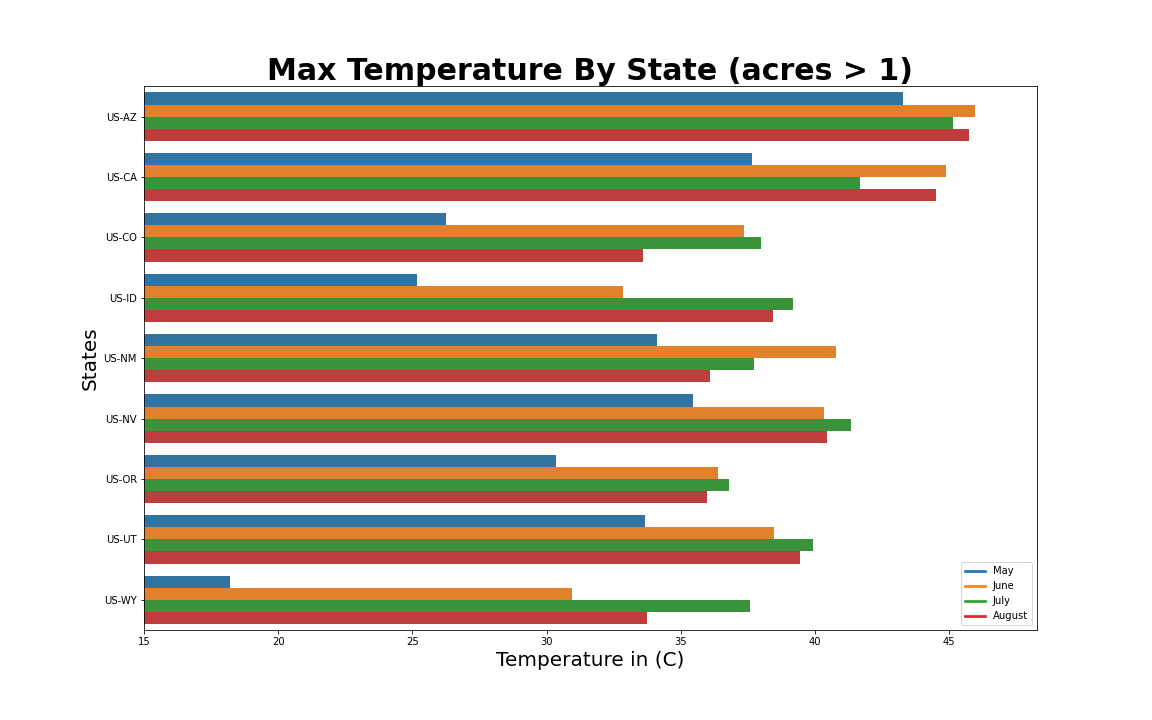 Max Temperature By State (acres > 1)
States
US-AZ
US-CA
US-CO
US-ID
US-NM
US-NV
US-OR
US-UT
US-WY
May
June
July
August
15 20 25 30 35 40 45
Temperature in (C)